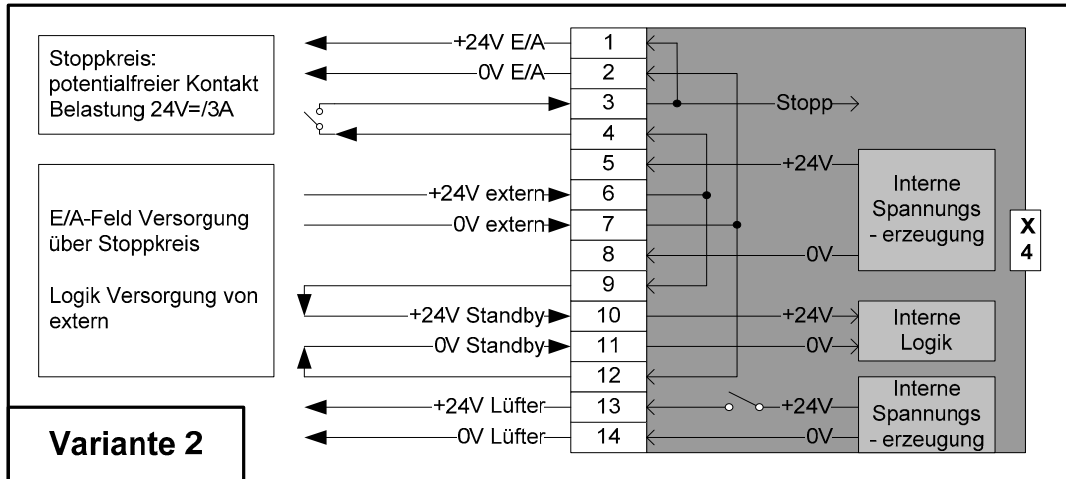 Stoppkreis:
potentialfreier Kontakt
Belastung 24V=/3A
E/A-Feld Versorgung
über Stoppkreis
Logik Versorgung von
extern
Variante 2
+24V E/A
0V E/A
+24V extern
0V extern
+24V Standby
0V Standby
+24V Lüfter
0V Lüfter
1
2
3
4
5
6
7
8
9
10
11
12
13
14
Stopp
+24V
0V
+24V
0V
+24V
0V
Interne
Spannungs
- erzeugung
Interne
Logik
Interne
Spannungs
- erzeugung
X
4